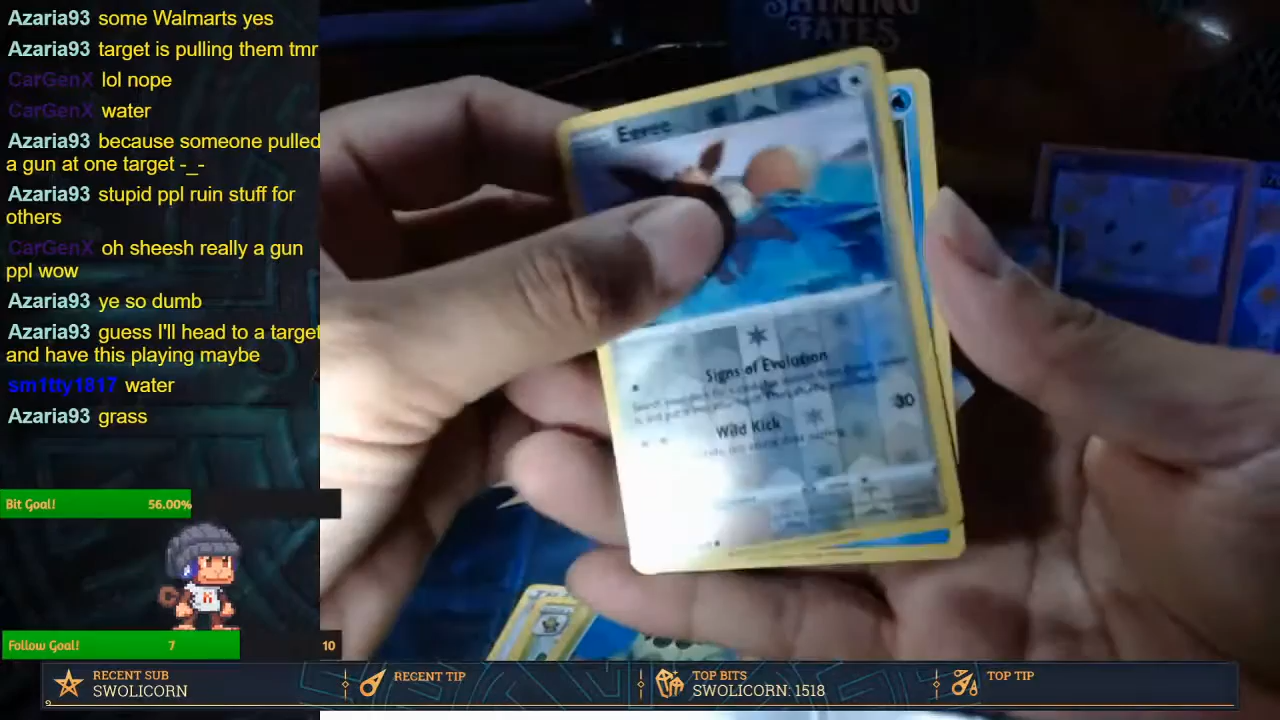 Azaria93 some Walmarts yes
Azaria93 target is pulling them tmr
CarGenX lol nope
CarGenX water
Azaria93 because someone pulled
a gun at one target -_-
Azaria93 stupid ppl ruin stuff for
others
CarGenX oh sheesh really a gun
ppl wow
Azaria93 ye so dumb
Azaria93 guess I'll head to a target
and have this playing maybe
sm1tty1817 water
Azaria93 grass
SHINING
FATES
Eevee
Signs of Evolution
Wild Kick
30
Bit Goal! 56.00%
Follow Goal! 7 10
RECENT SUB
SWOLICORN
RECENT TIP
TOP BITS
SWOLICORN: 1518
TOP TIP